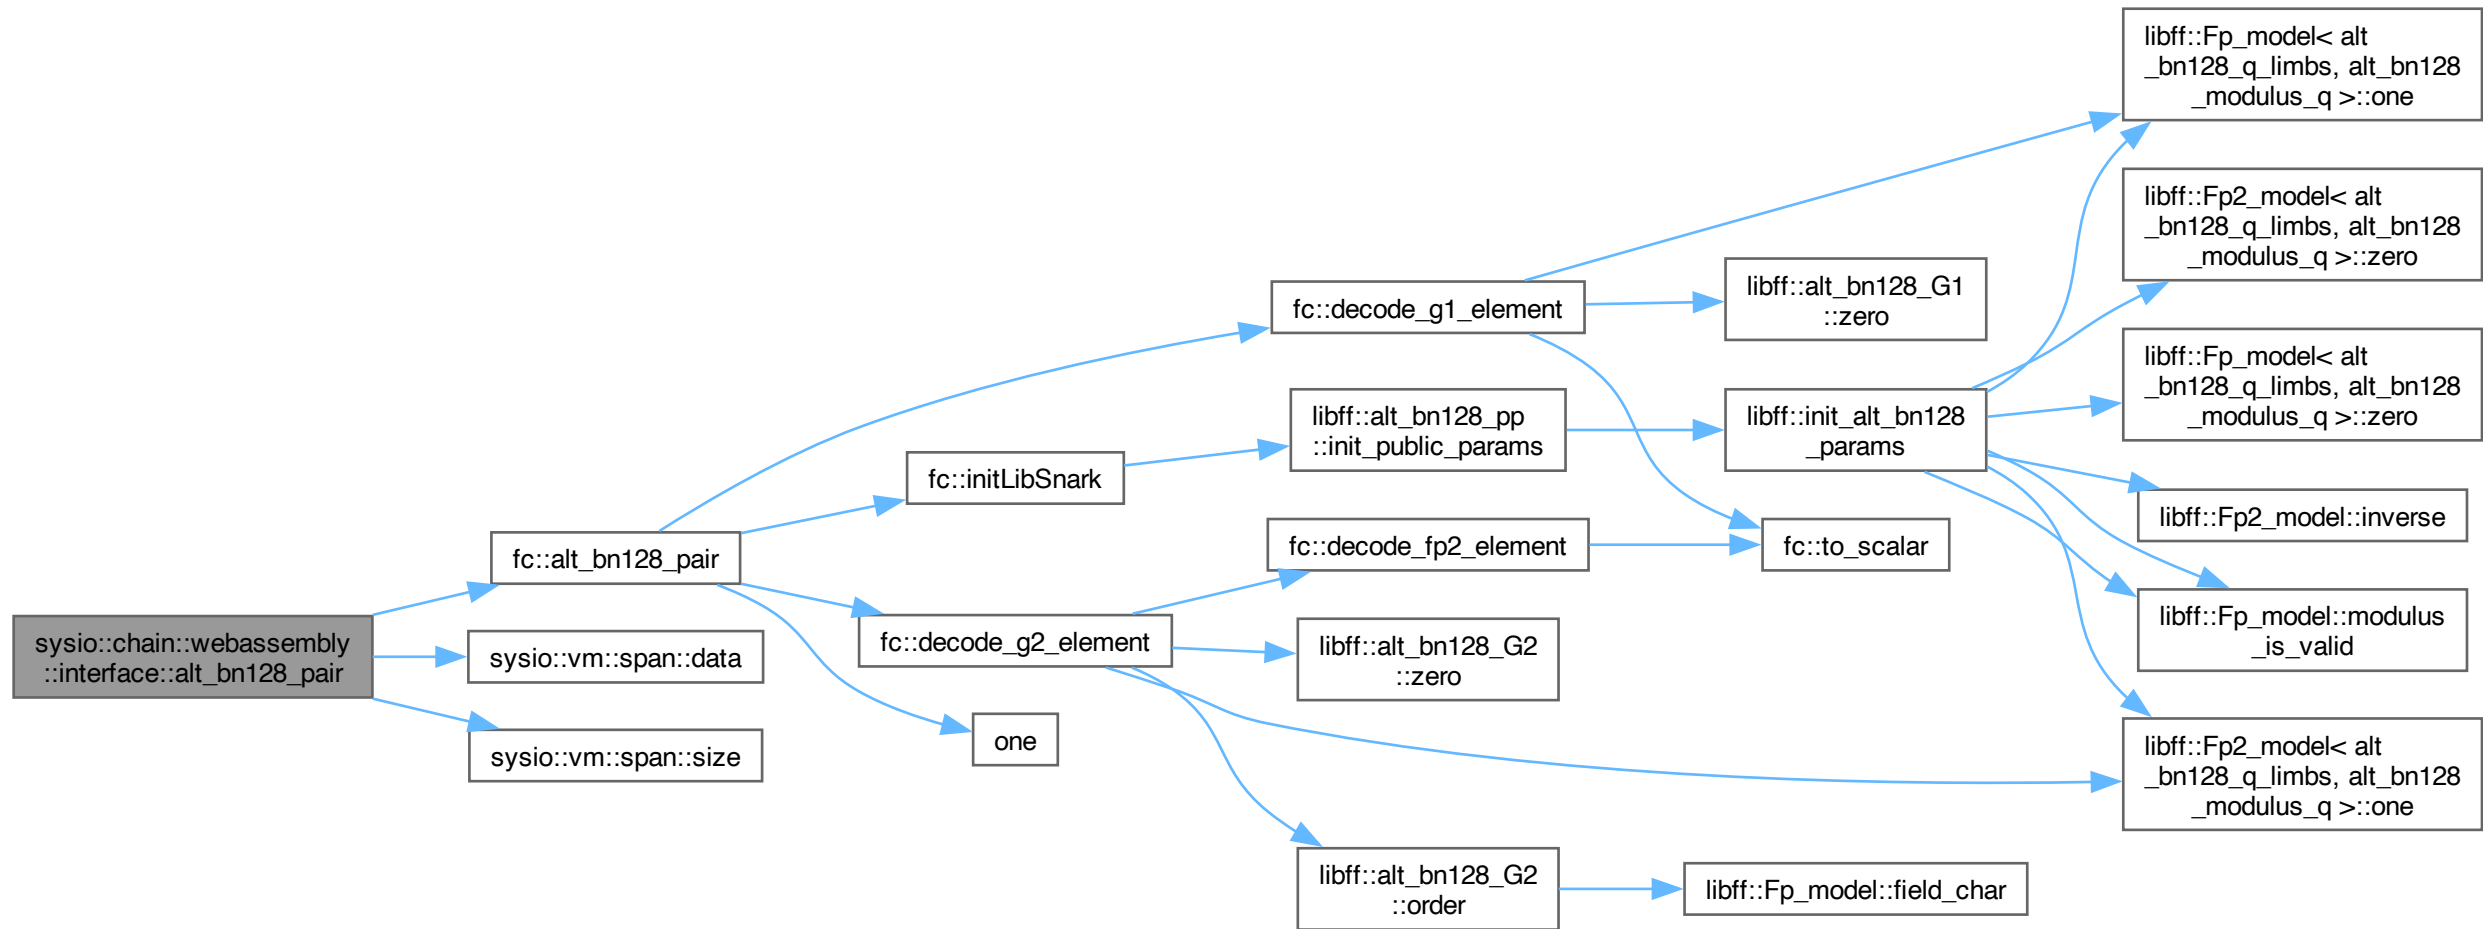 sysio::chain::webassembly
::interface::alt_bn128_pair
fc::alt_bn128_pair
sysio::vm::span::data
sysio::vm::span::size
fc::initLibSnark
fc::decode_g2_element
one
fc::decode_g1_element
libff::alt_bn128_pp
::init_public_params
fc::decode_fp2_element
libff::alt_bn128_G2
::zero
libff::alt_bn128_G2
::order
libff::alt_bn128_G1
::zero
libff::init_alt_bn128
_params
fc::to_scalar
libff::Fp_model::field_char
libff::Fp_model< alt
_bn128_q_limbs, alt_bn128
_modulus_q >::one
libff::Fp2_model< alt
_bn128_q_limbs, alt_bn128
_modulus_q >::zero
libff::Fp_model< alt
_bn128_q_limbs, alt_bn128
_modulus_q >::zero
libff::Fp2_model::inverse
libff::Fp_model::modulus
_is_valid
libff::Fp2_model< alt
_bn128_q_limbs, alt_bn128
_modulus_q >::one